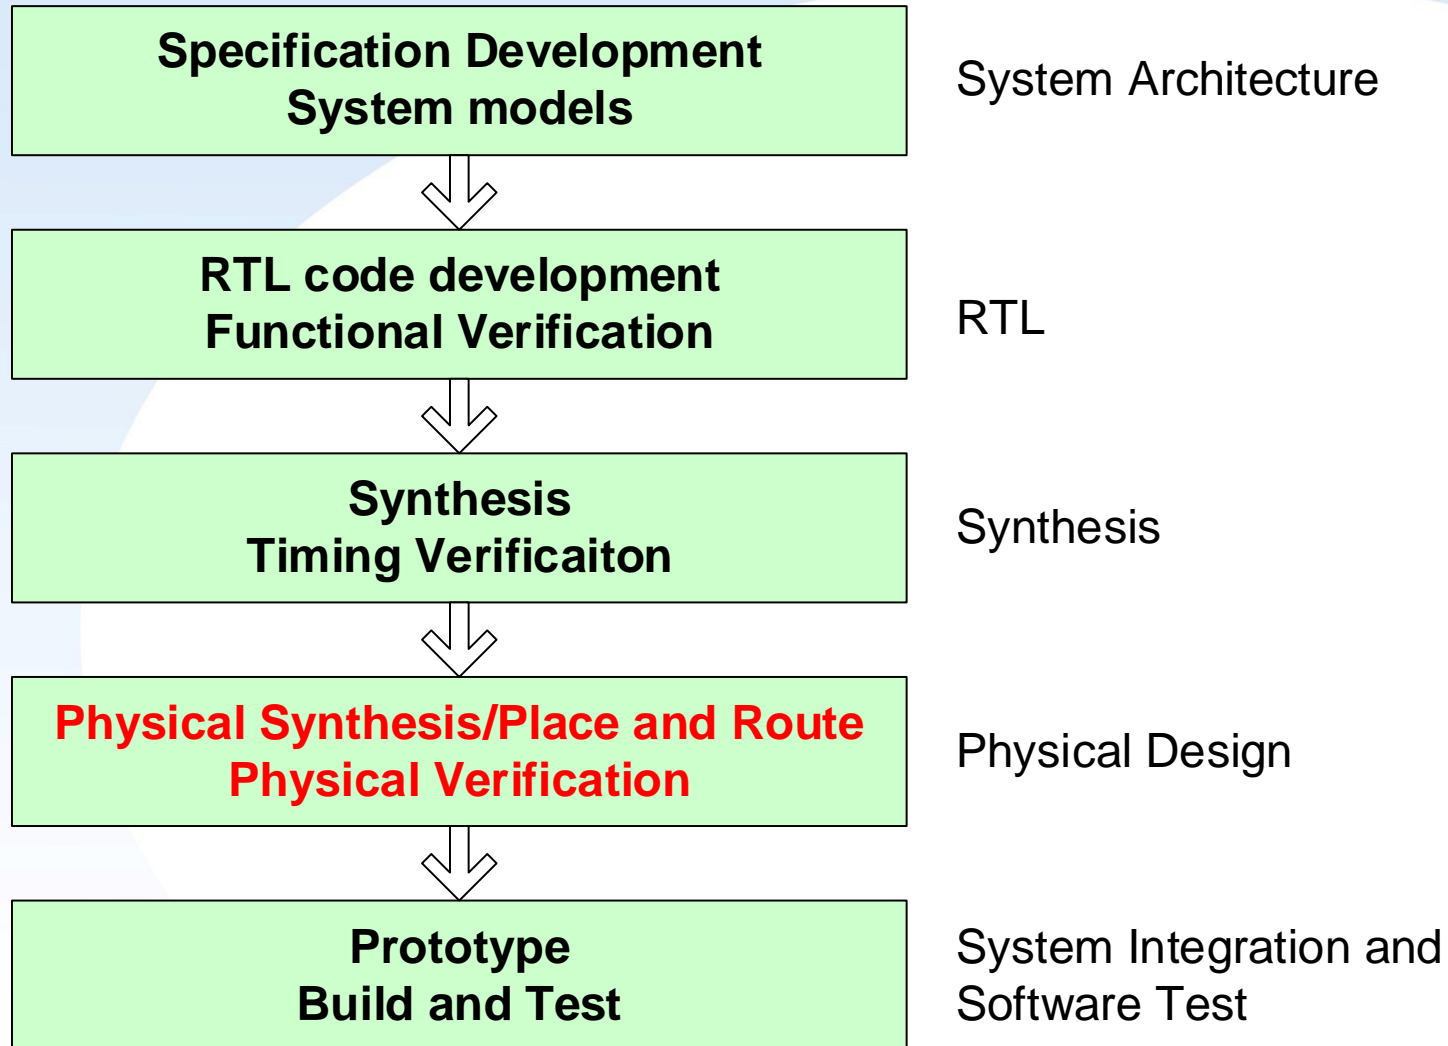 Specification Development
System models
System Architecture
RTL code development
Functional Verification
RTL
Synthesis
Timing Verificaiton
Synthesis
Physical Synthesis/Place and Route
Physical Verification
Physical Design
Prototype
Build and Test
System Integration and
Software Test